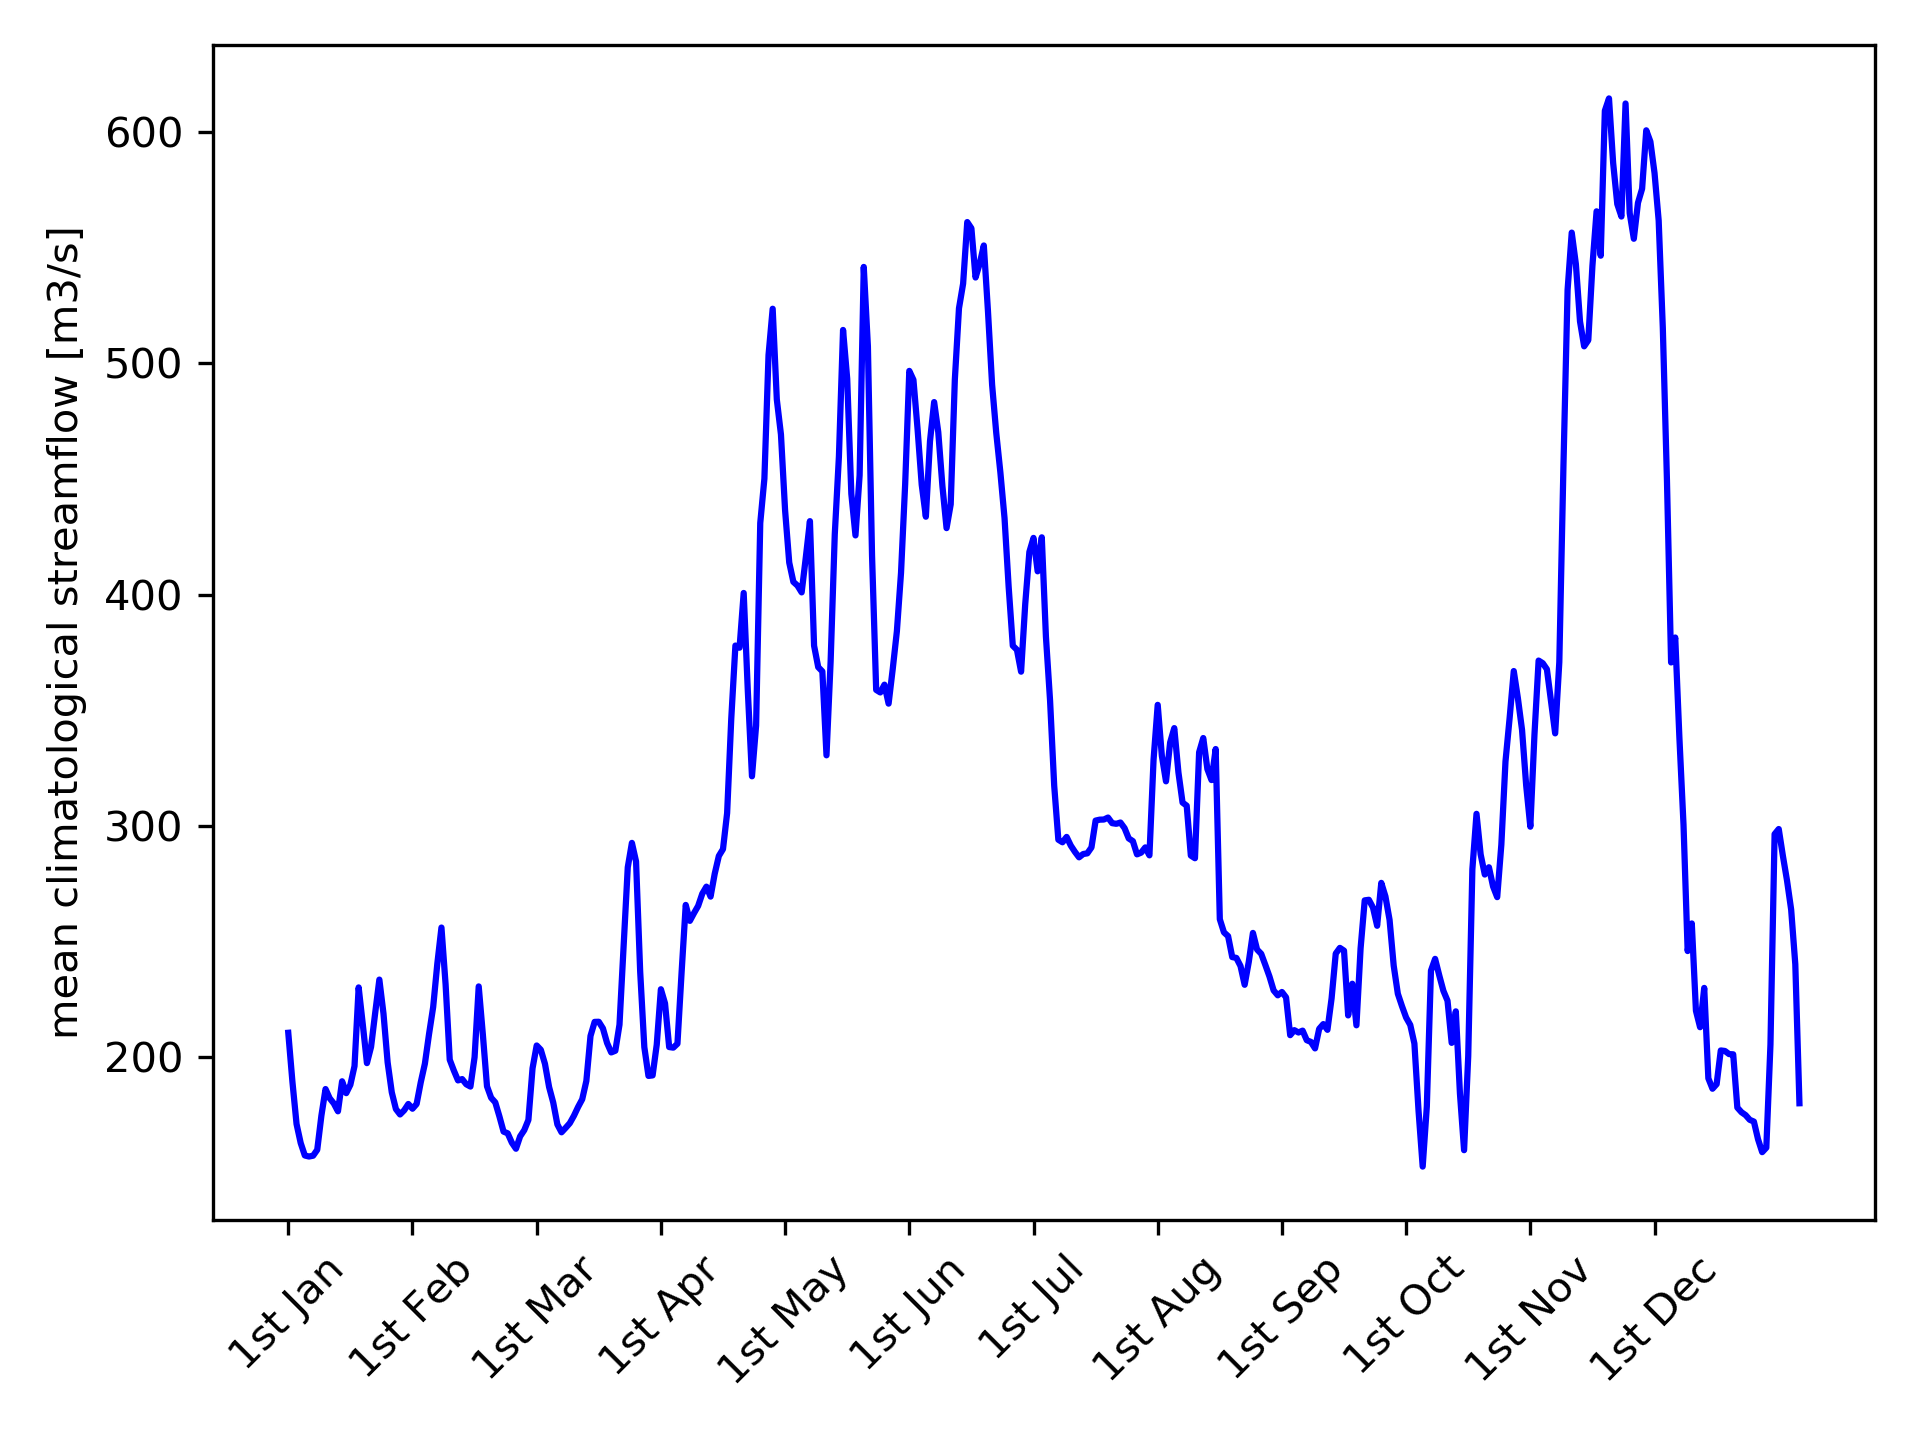 mean climatological streamflow [m3/s]
600
500
400
300
200
1st Jan
1st Feb
1st Mar
1st Apr
1st May
1st Jun
1st Jul
1st Aug
1st Sep
1st Oct
1st Nov
1st Dec